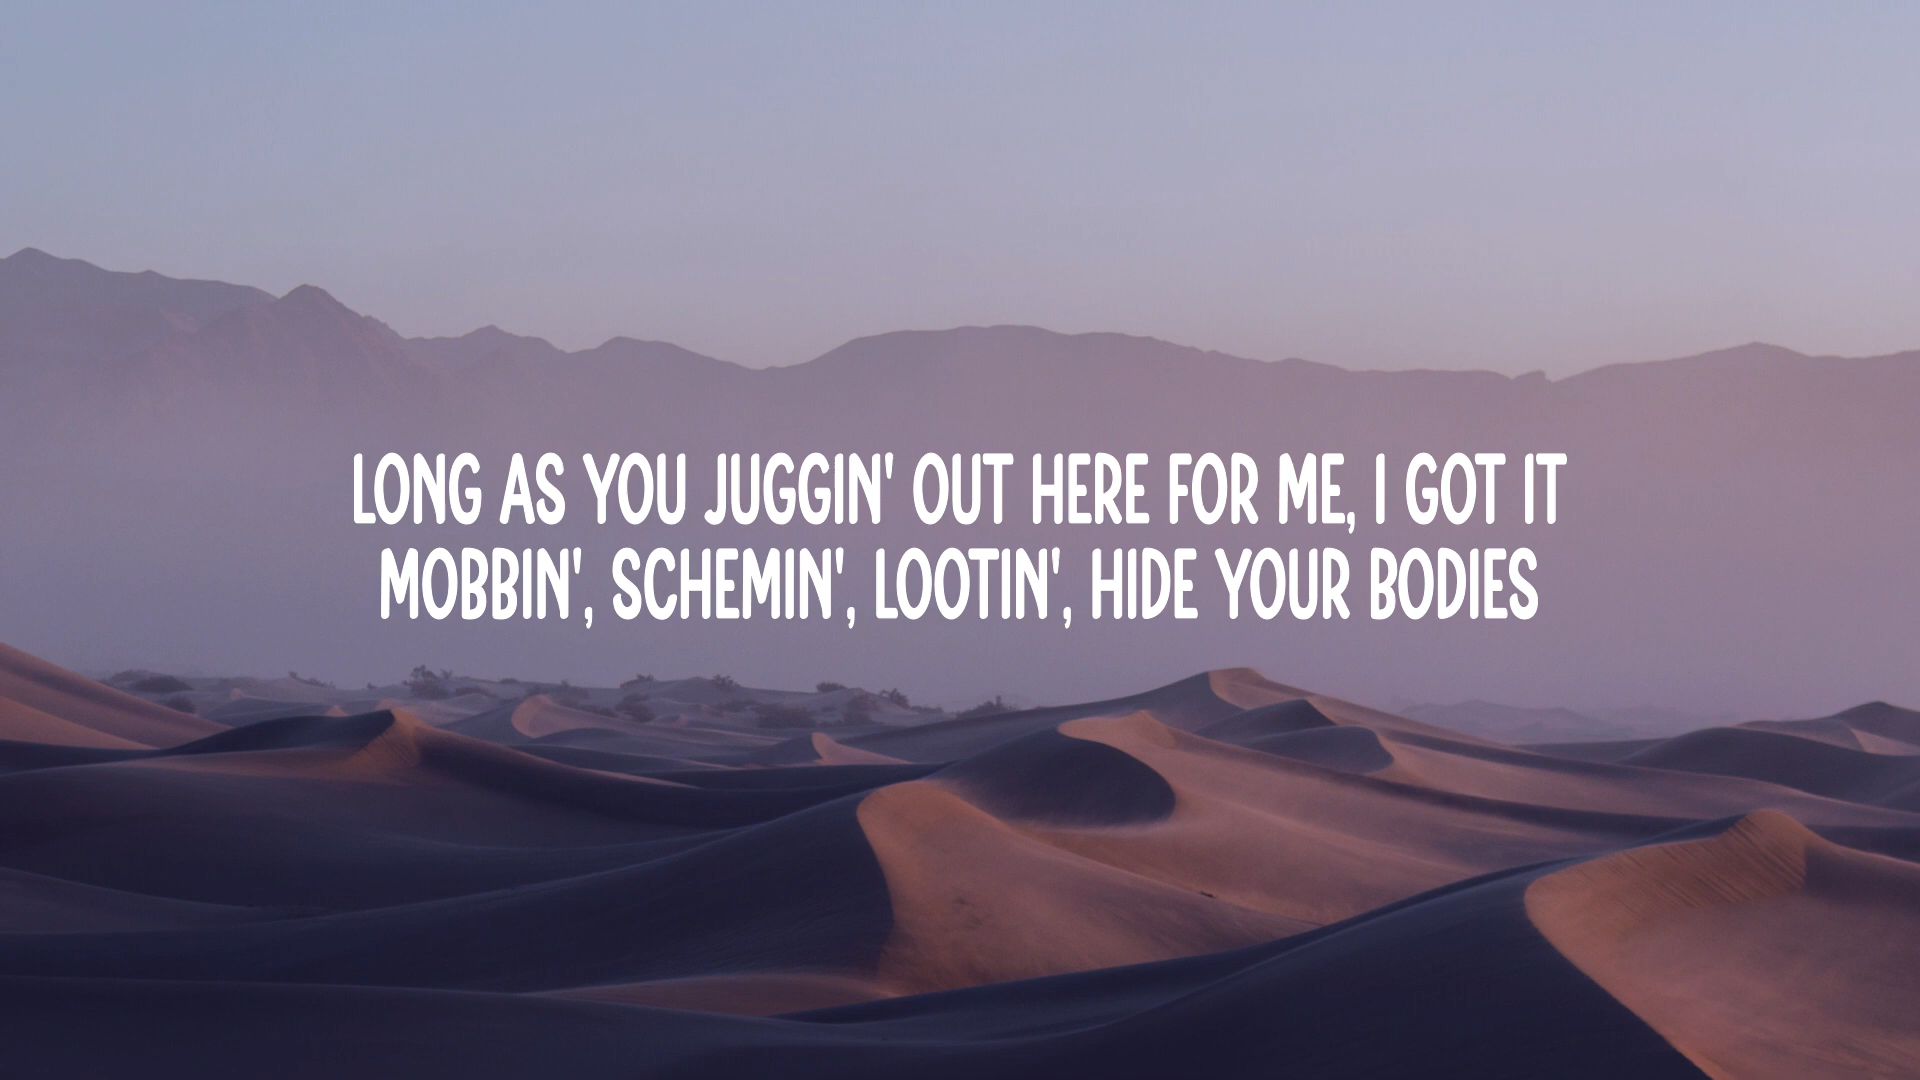 LONG AS YOU JUGGIN' OUT HERE FOR ME, I GOT IT
MOBBIN', SCHEMIN', LOOTIN', HIDE YOUR BODIES